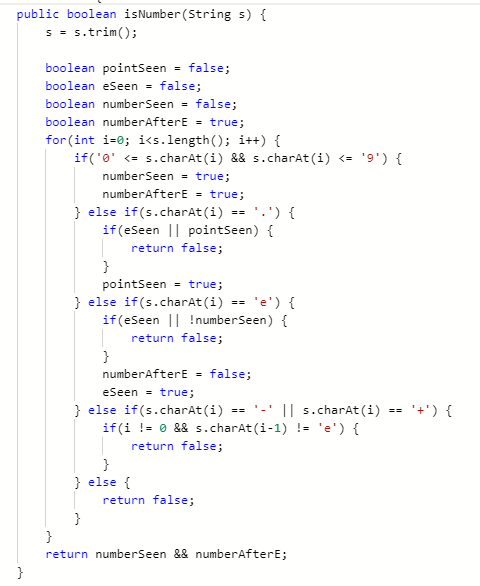 public boolean isNumber(String s) {
    s = s.trim();

    boolean pointSeen = false;
    boolean eSeen = false;
    boolean numberSeen = false;
    boolean numberAfterE = true;
    for(int i=0; i<s.length(); i++) {
        if('0' <= s.charAt(i) && s.charAt(i) <= '9') {
            numberSeen = true;
            numberAfterE = true;
        } else if(s.charAt(i) == '.') {
            if(eSeen || pointSeen) {
                return false;
            }
            pointSeen = true;
        } else if(s.charAt(i) == 'e') {
            if(eSeen || !numberSeen) {
                return false;
            }
            numberAfterE = false;
            eSeen = true;
        } else if(s.charAt(i) == '-' || s.charAt(i) == '+') {
            if(i != 0 && s.charAt(i-1) != 'e') {
                return false;
            }
        } else {
            return false;
        }
    }
    return numberSeen && numberAfterE;
}